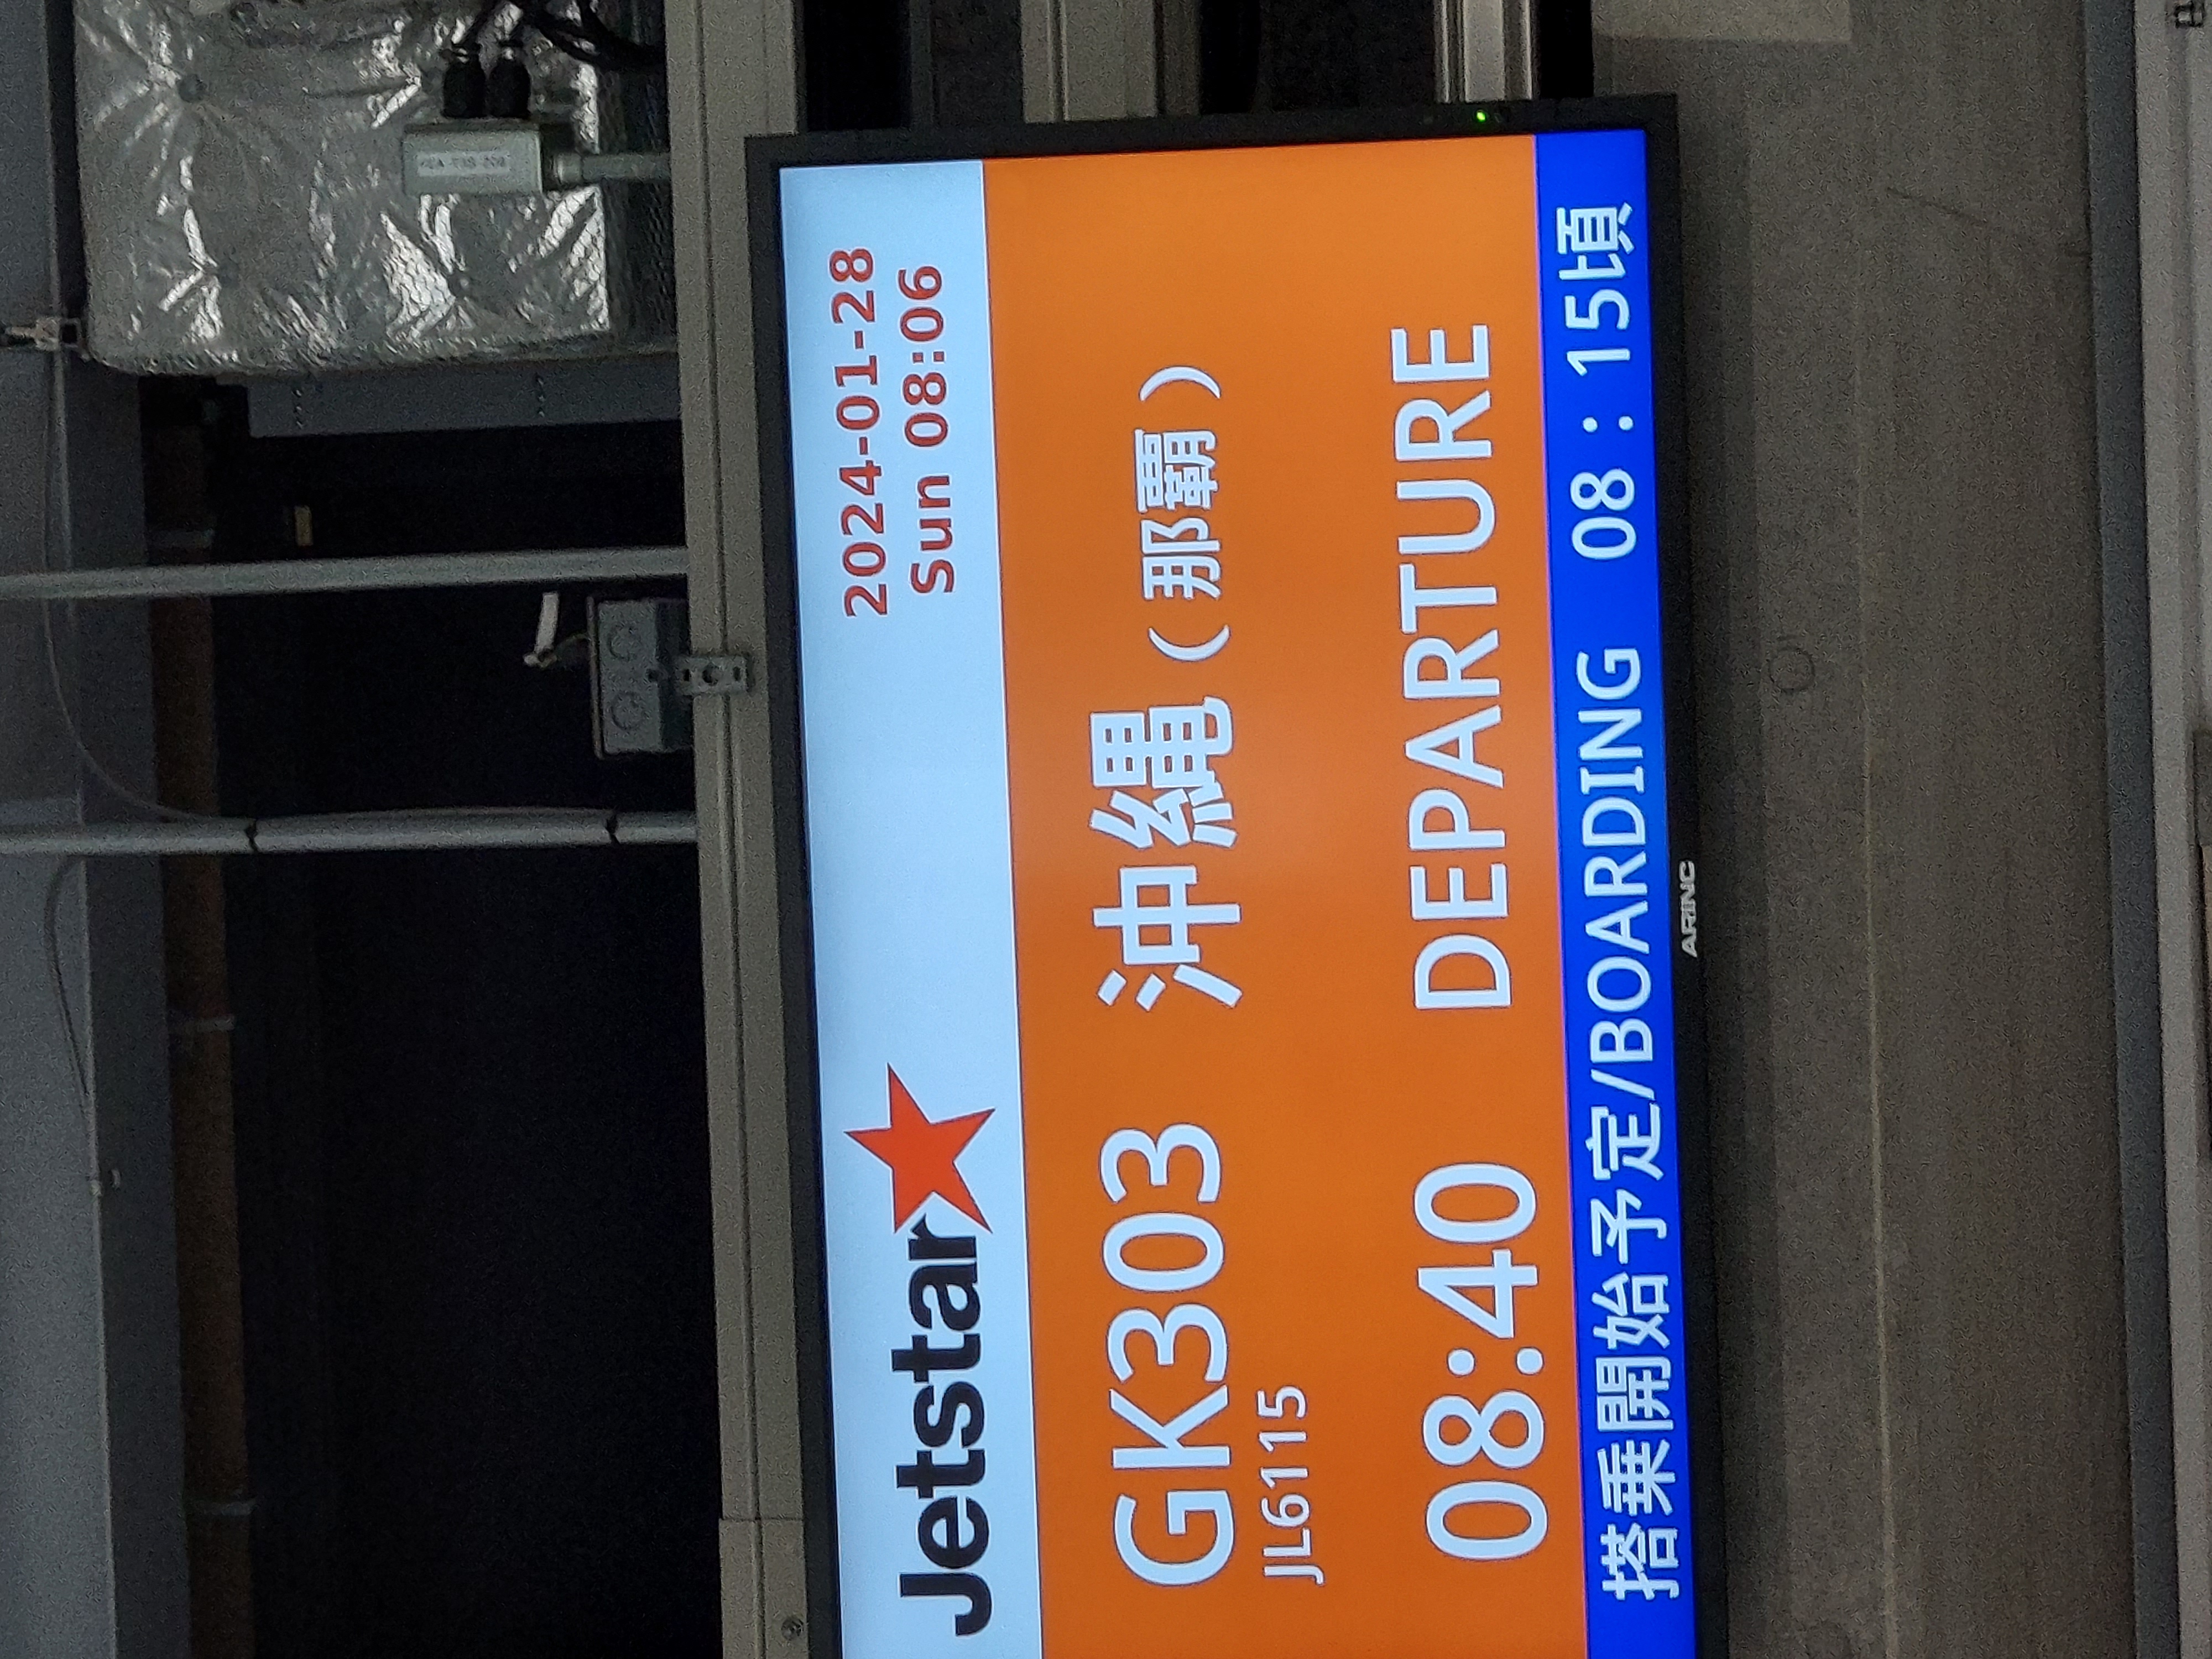 Jetstar
2024-01-28
Sun 08:06
GK303 沖縄（那覇）
JL6115
08:40 DEPARTURE
搭乗開始予定/BOARDING 08：15頃
ARINC